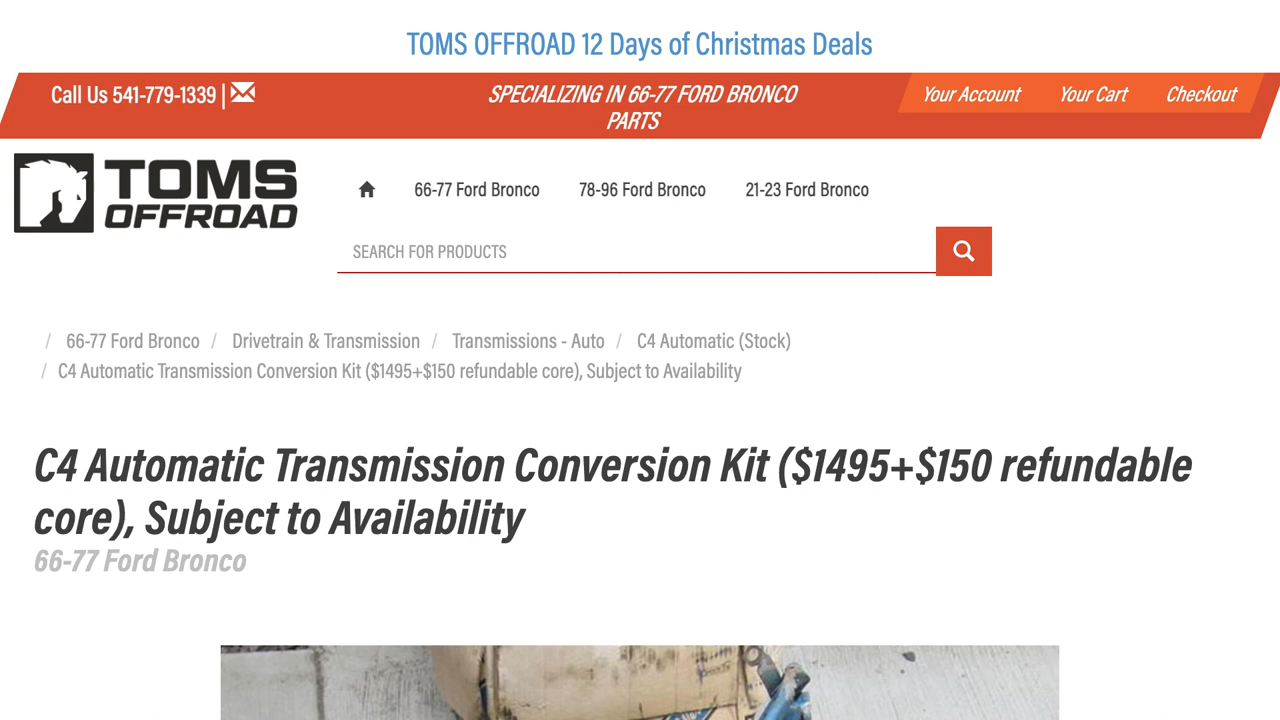 TOMS OFFROAD 12 Days of Christmas Deals
Call Us 541-779-1339 |
SPECIALIZING IN 66-77 FORD BRONCO
PARTS
Your Account Your Cart Checkout
TOMS
OFFROAD
66-77 Ford Bronco 78-96 Ford Bronco 21-23 Ford Bronco
SEARCH FOR PRODUCTS
/ 66-77 Ford Bronco / Drivetrain & Transmission / Transmissions - Auto / C4 Automatic (Stock)
/ C4 Automatic Transmission Conversion Kit ($1495+$150 refundable core), Subject to Availability
C4 Automatic Transmission Conversion Kit ($1495+$150 refundable
core), Subject to Availability
66-77 Ford Bronco